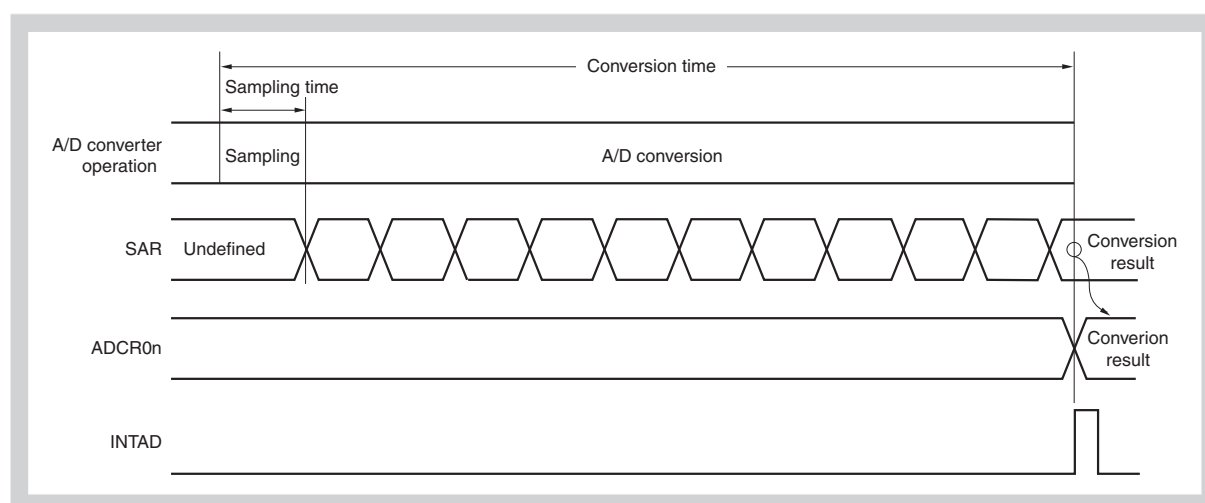 Conversion time
Sampling time
A/D converter
operation
Sampling
A/D conversion
SAR
Undefined
Conversion
result
ADCR0n
Converion
result
INTAD